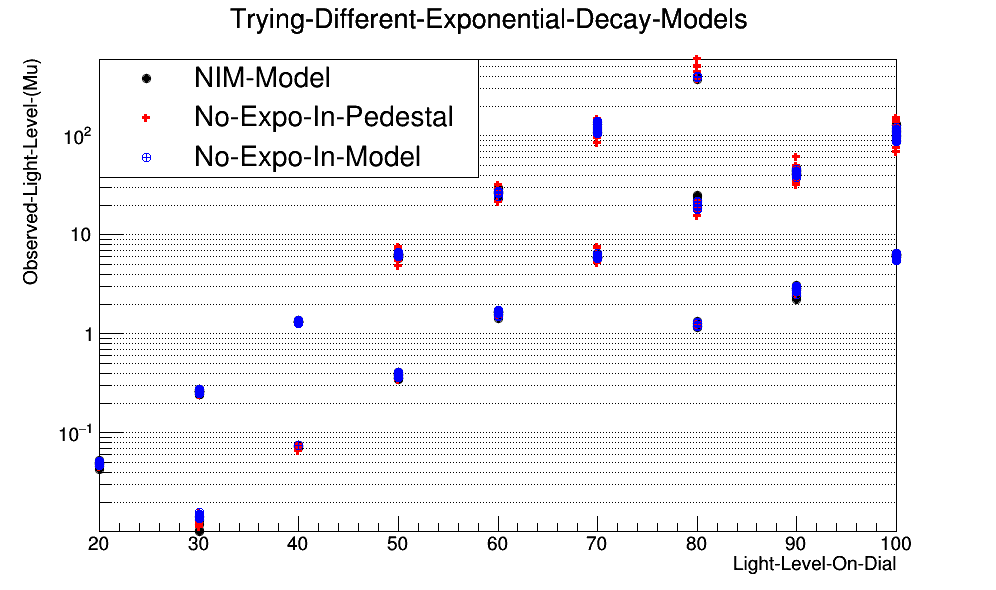 Trying-Different-Exponential-Decay-Models
Observed-Light-Level-(Mu)
NIM-Model
No-Expo-In-Pedestal
No-Expo-In-Model
10²
10
1
10⁻¹
20 30 40 50 60 70 80 90 100
Light-Level-On-Dial